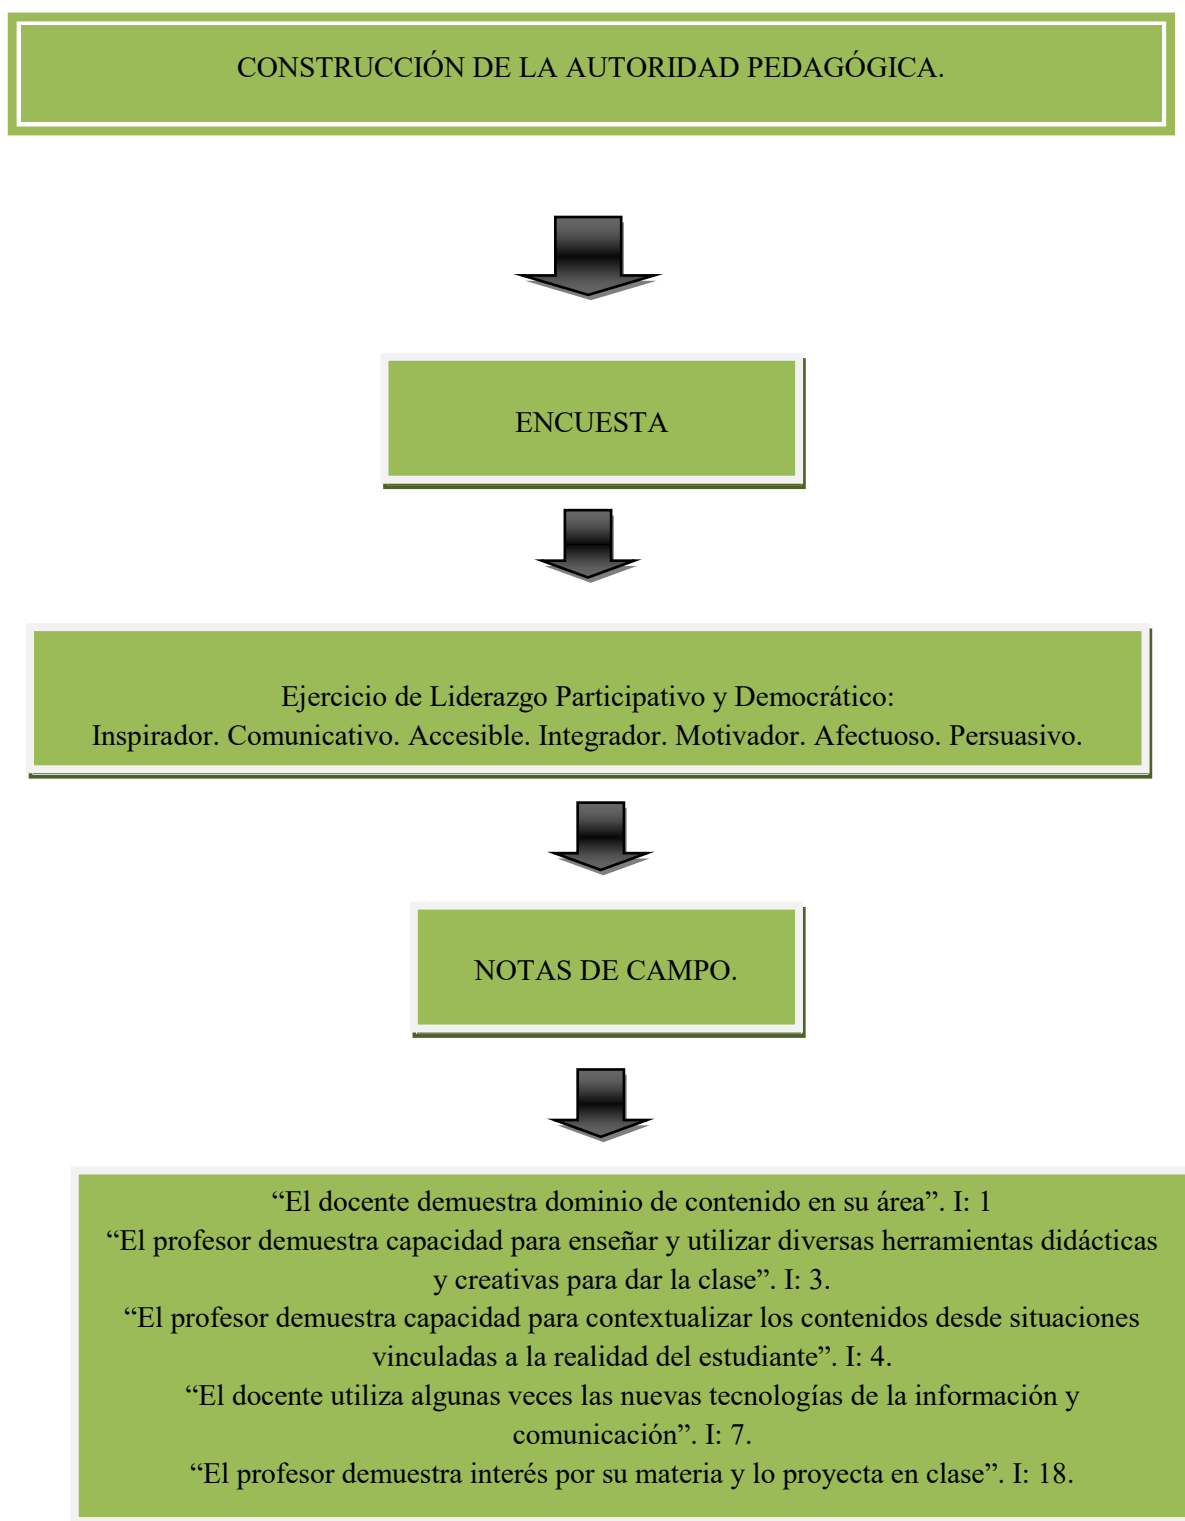 CONSTRUCCIÓN DE LA AUTORIDAD PEDAGÓGICA.
ENCUESTA
Ejercicio de Liderazgo Participativo y Democrático:
Inspirador. Comunicativo. Accesible. Integrador. Motivador. Afectuoso. Persuasivo.
NOTAS DE CAMPO.
“El docente demuestra dominio de contenido en su área”. I: 1
“El profesor demuestra capacidad para enseñar y utilizar diversas herramientas didácticas
y creativas para dar la clase”. I: 3.
“El profesor demuestra capacidad para contextualizar los contenidos desde situaciones
vinculadas a la realidad del estudiante”. I: 4.
“El docente utiliza algunas veces las nuevas tecnologías de la información y
comunicación”. I: 7.
“El profesor demuestra interés por su materia y lo proyecta en clase”. I: 18.